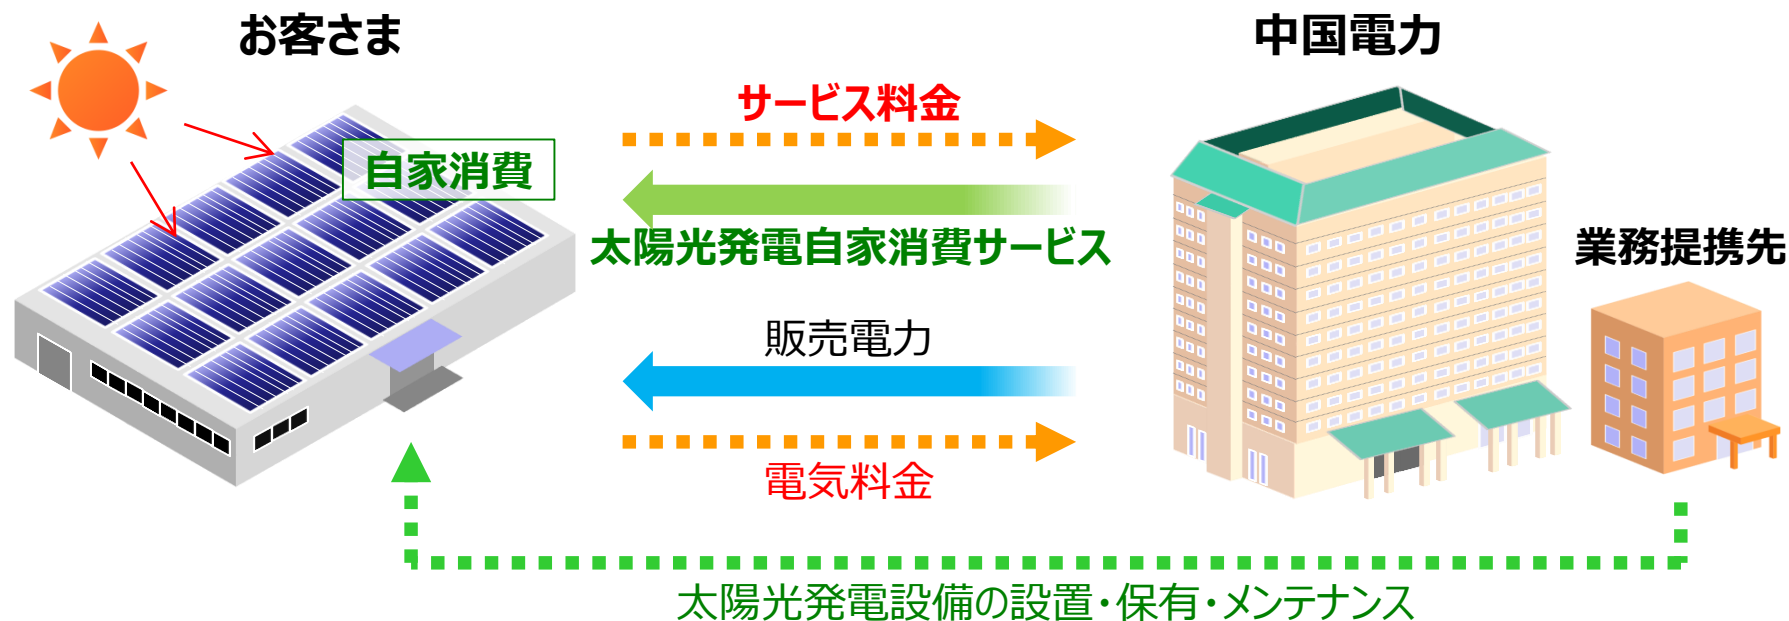 お客さま
中国電力
サービス料金
自家消費
太陽光発電自家消費サービス
業務提携先
販売電力
電気料金
太陽光発電設備の設置・保有・メンテナンス